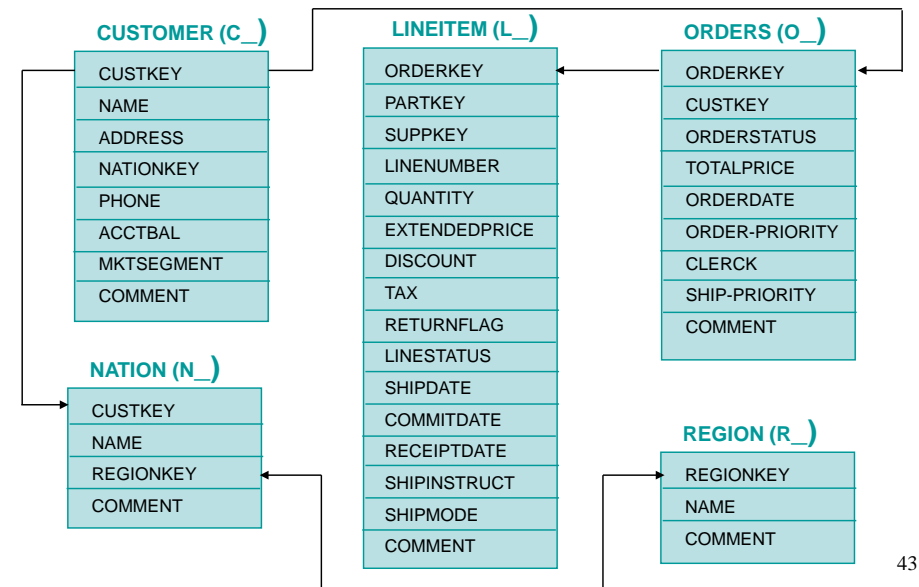 CUSTOMER (C_)
CUSTKEY
NAME
ADDRESS
NATIONKEY
PHONE
ACCTBAL
MKTSEGMENT
COMMENT
NATION (N_)
CUSTKEY
NAME
REGIONKEY
COMMENT
LINEITEM (L_)
ORDERKEY
PARTKEY
SUPPKEY
LINENUMBER
QUANTITY
EXTENDEDPRICE
DISCOUNT
TAX
RETURNFLAG
LINESTATUS
SHIPDATE
COMMITDATE
RECEIPTDATE
SHIPINSTRUCT
SHIPMODE
COMMENT
ORDERS (O_)
ORDERKEY
CUSTKEY
ORDERSTATUS
TOTALPRICE
ORDERDATE
ORDER-PRIORITY
CLERCK
SHIP-PRIORITY
COMMENT
REGION (R_)
REGIONKEY
NAME
COMMENT
43